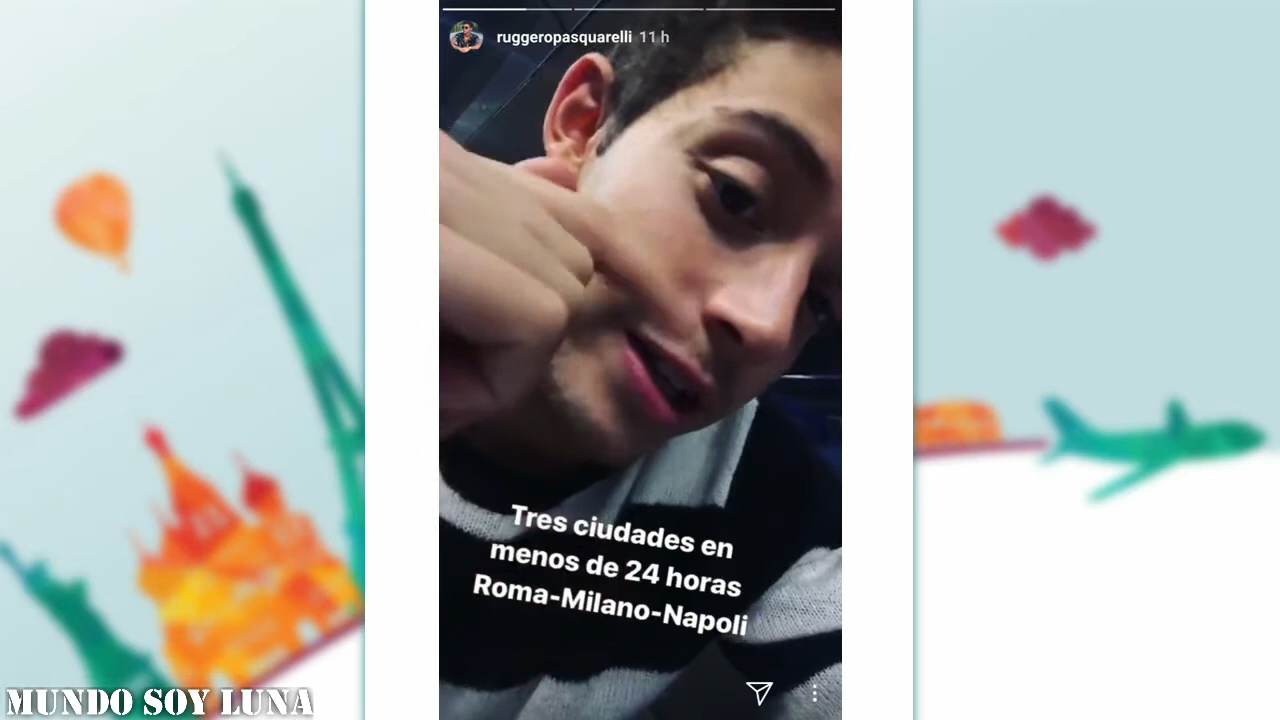 ruggeropasquarelli 11 h
Tres ciudades en
menos de 24 horas
Roma-Milano-Napoli
MUNDO SOY LUNA